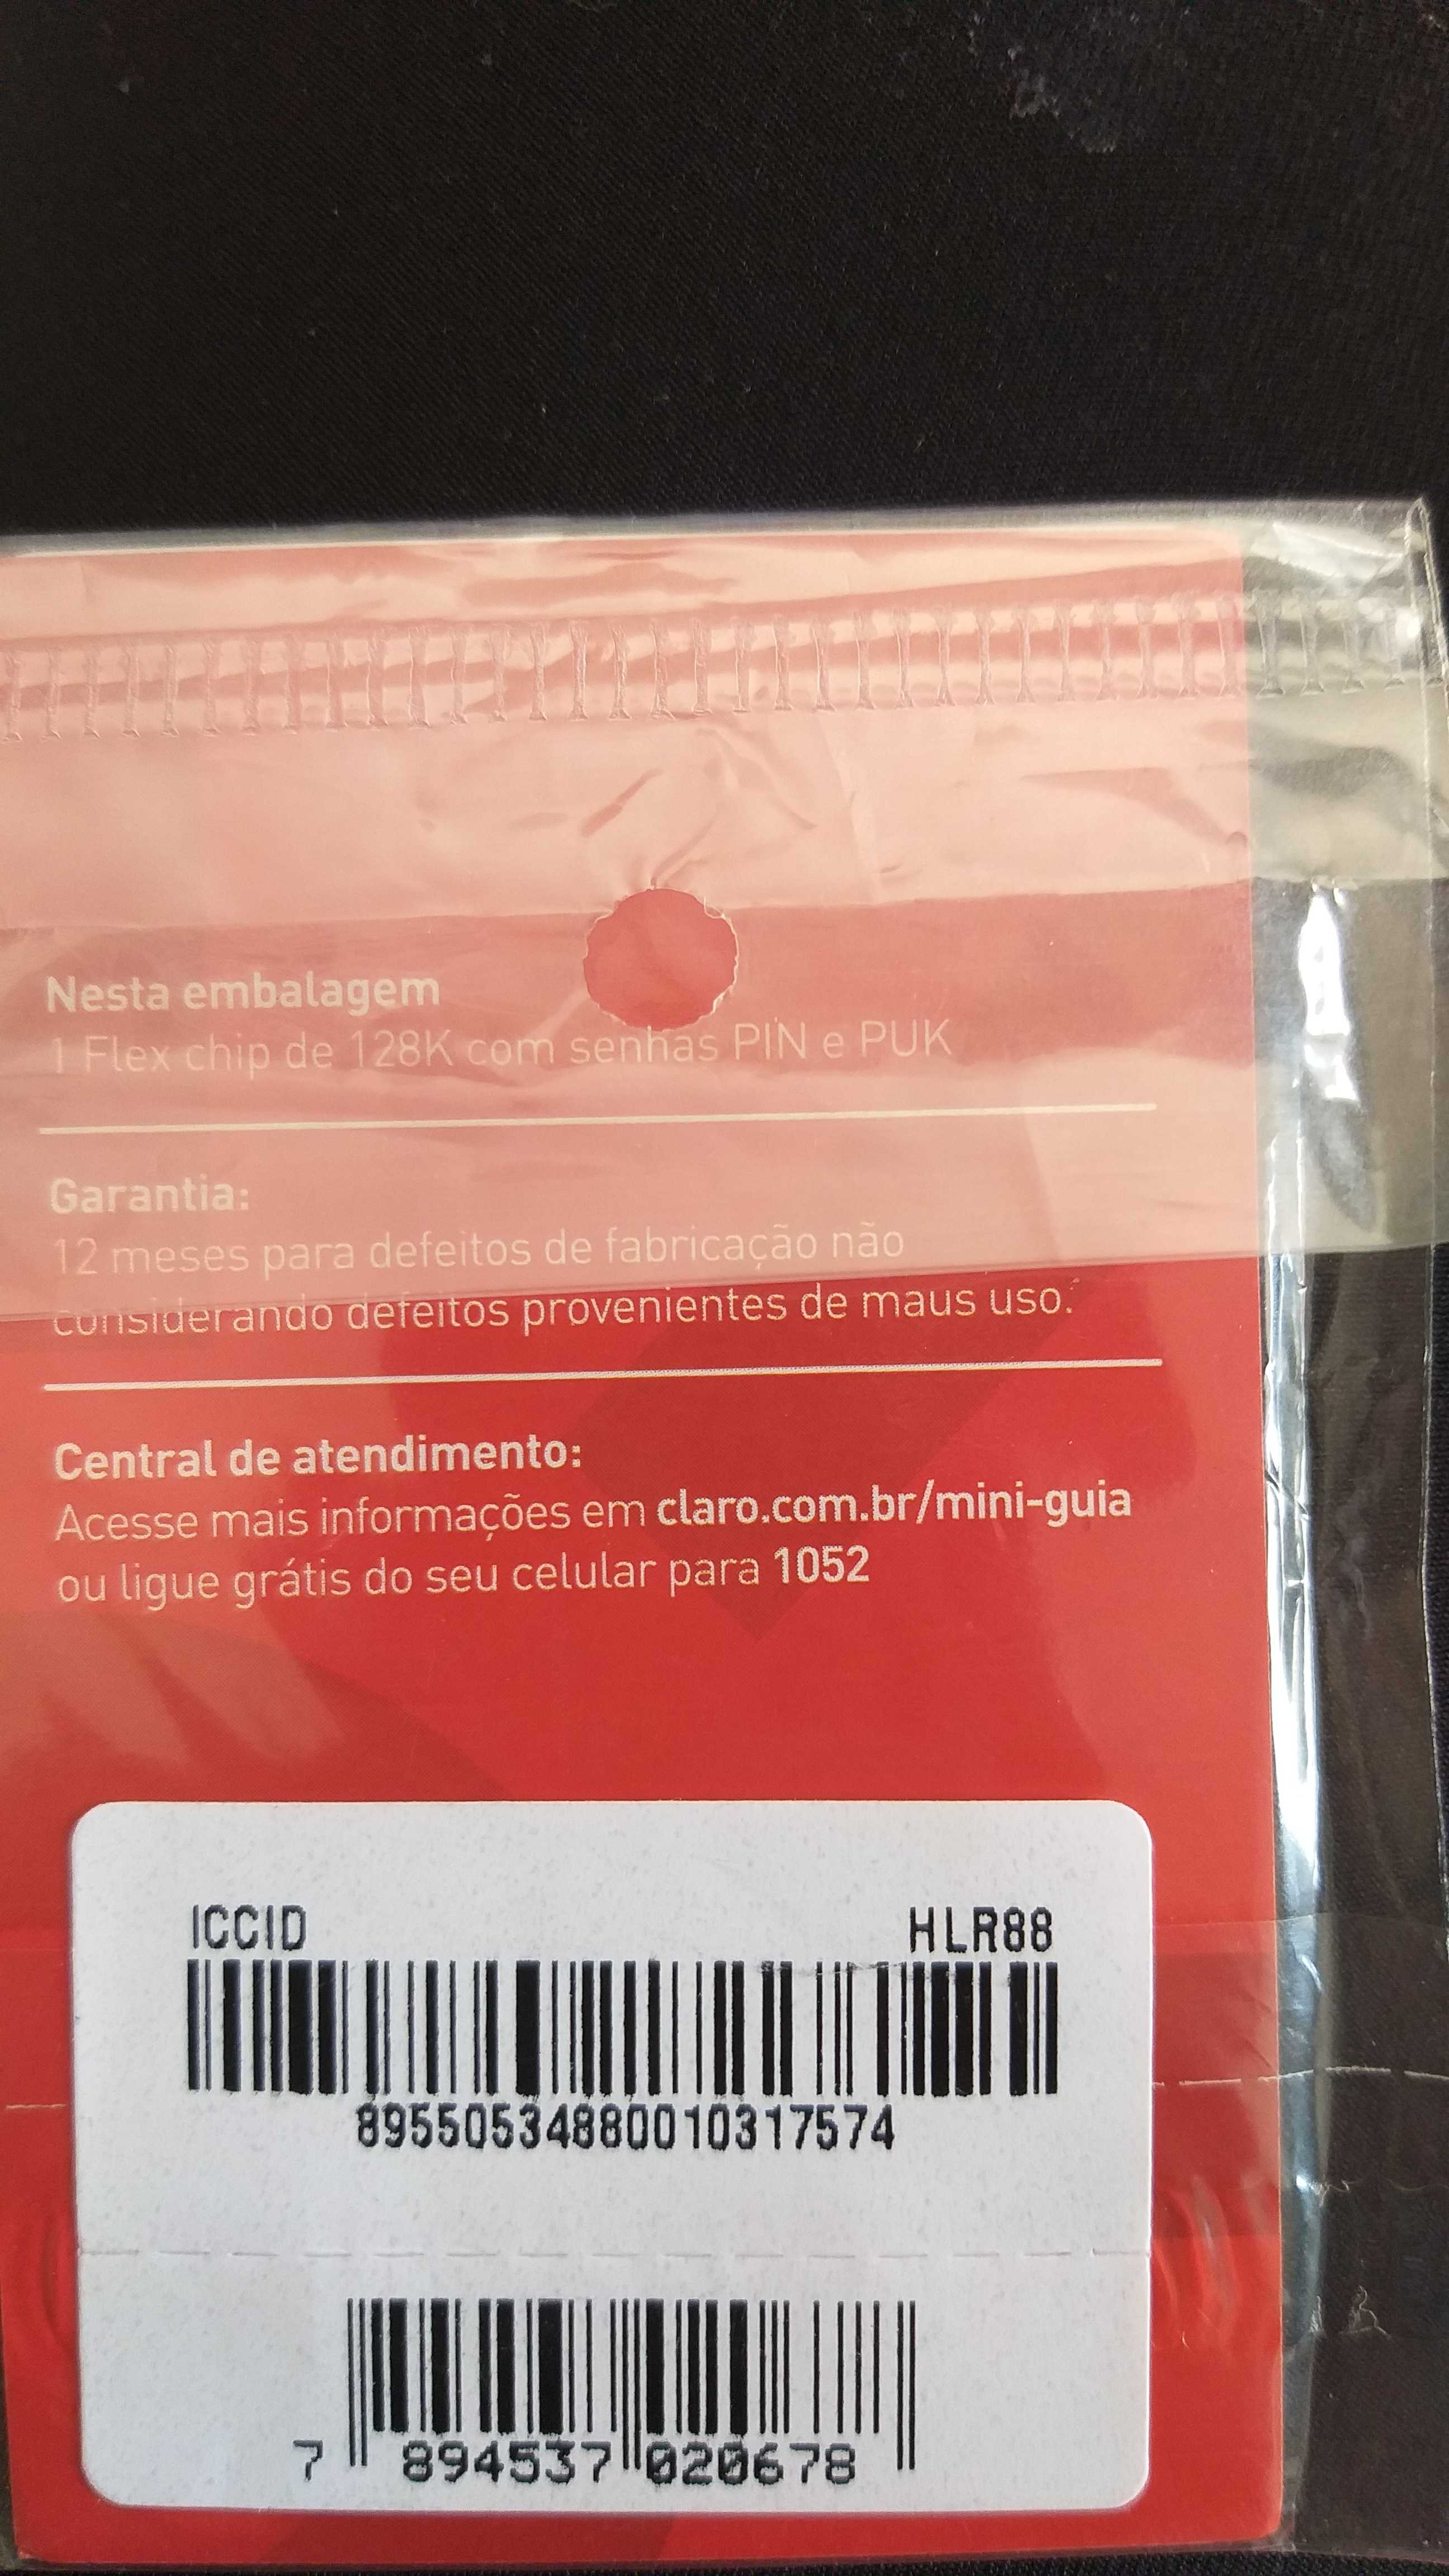 Nesta embalagem
1 Flex chip de 128K com senhas PIN e PUK
Garantia:
12 meses para defeitos de fabricação não
considerando defeitos provenientes de maus uso.
Central de atendimento:
Acesse mais informações em claro.com.br/mini-guia
ou ligue grátis do seu celular para 1052
ICCID HLR88
89550534880010317574
7 894537 020678